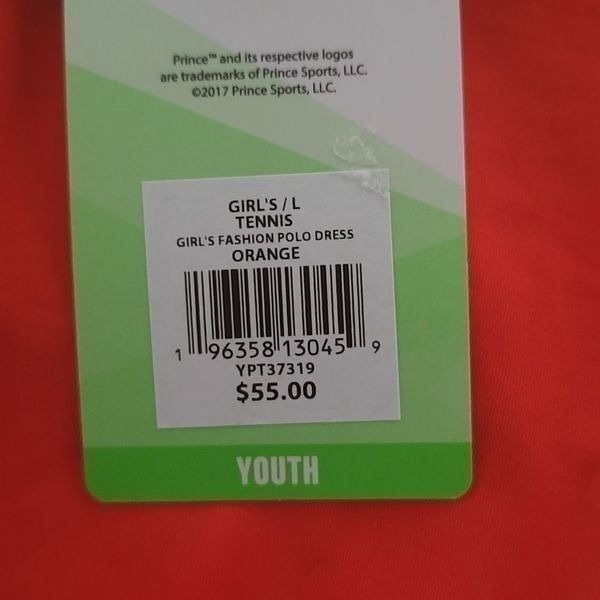 Prince™ and its respective logos
are trademarks of Prince Sports, LLC.
©2017 Prince Sports, LLC.
GIRL'S / L
TENNIS
GIRL'S FASHION POLO DRESS
ORANGE
1 96358 13045 9
YPT37319
$55.00
YOUTH